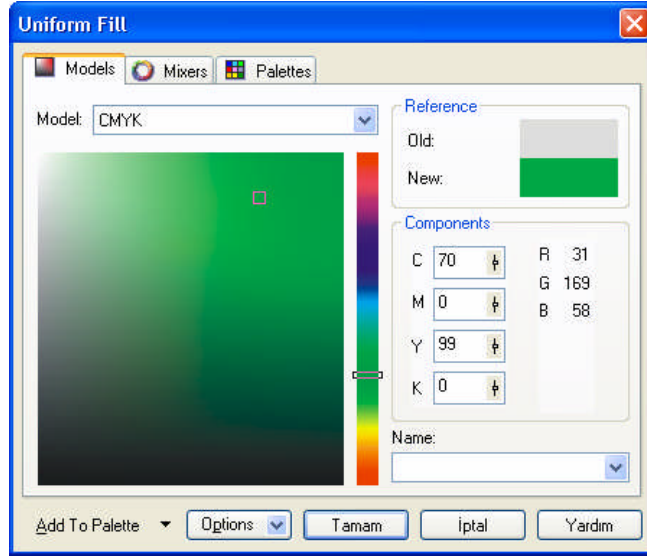 Uniform Fill
Models Mixers Palettes
Model: CMYK
Reference
Old:
New:
Components
C 70 R 31
G 169
M 0 B 58
Y 99
K 0
Name:
Add To Palette Options Tamam İptal Yardım